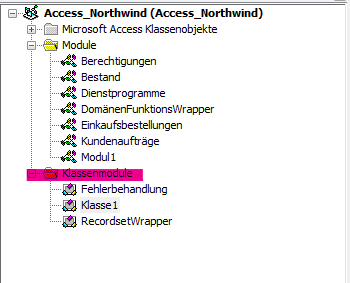 Access_Northwind (Access_Northwind)
Microsoft Access Klassenobjekte
Module
Berechtigungen
Bestand
Dienstprogramme
DomänenFunktionsWrapper
Einkaufsbestellungen
Kundenaufträge
Modul1
Klassenmodule
Fehlerbehandlung
Klasse1
RecordsetWrapper